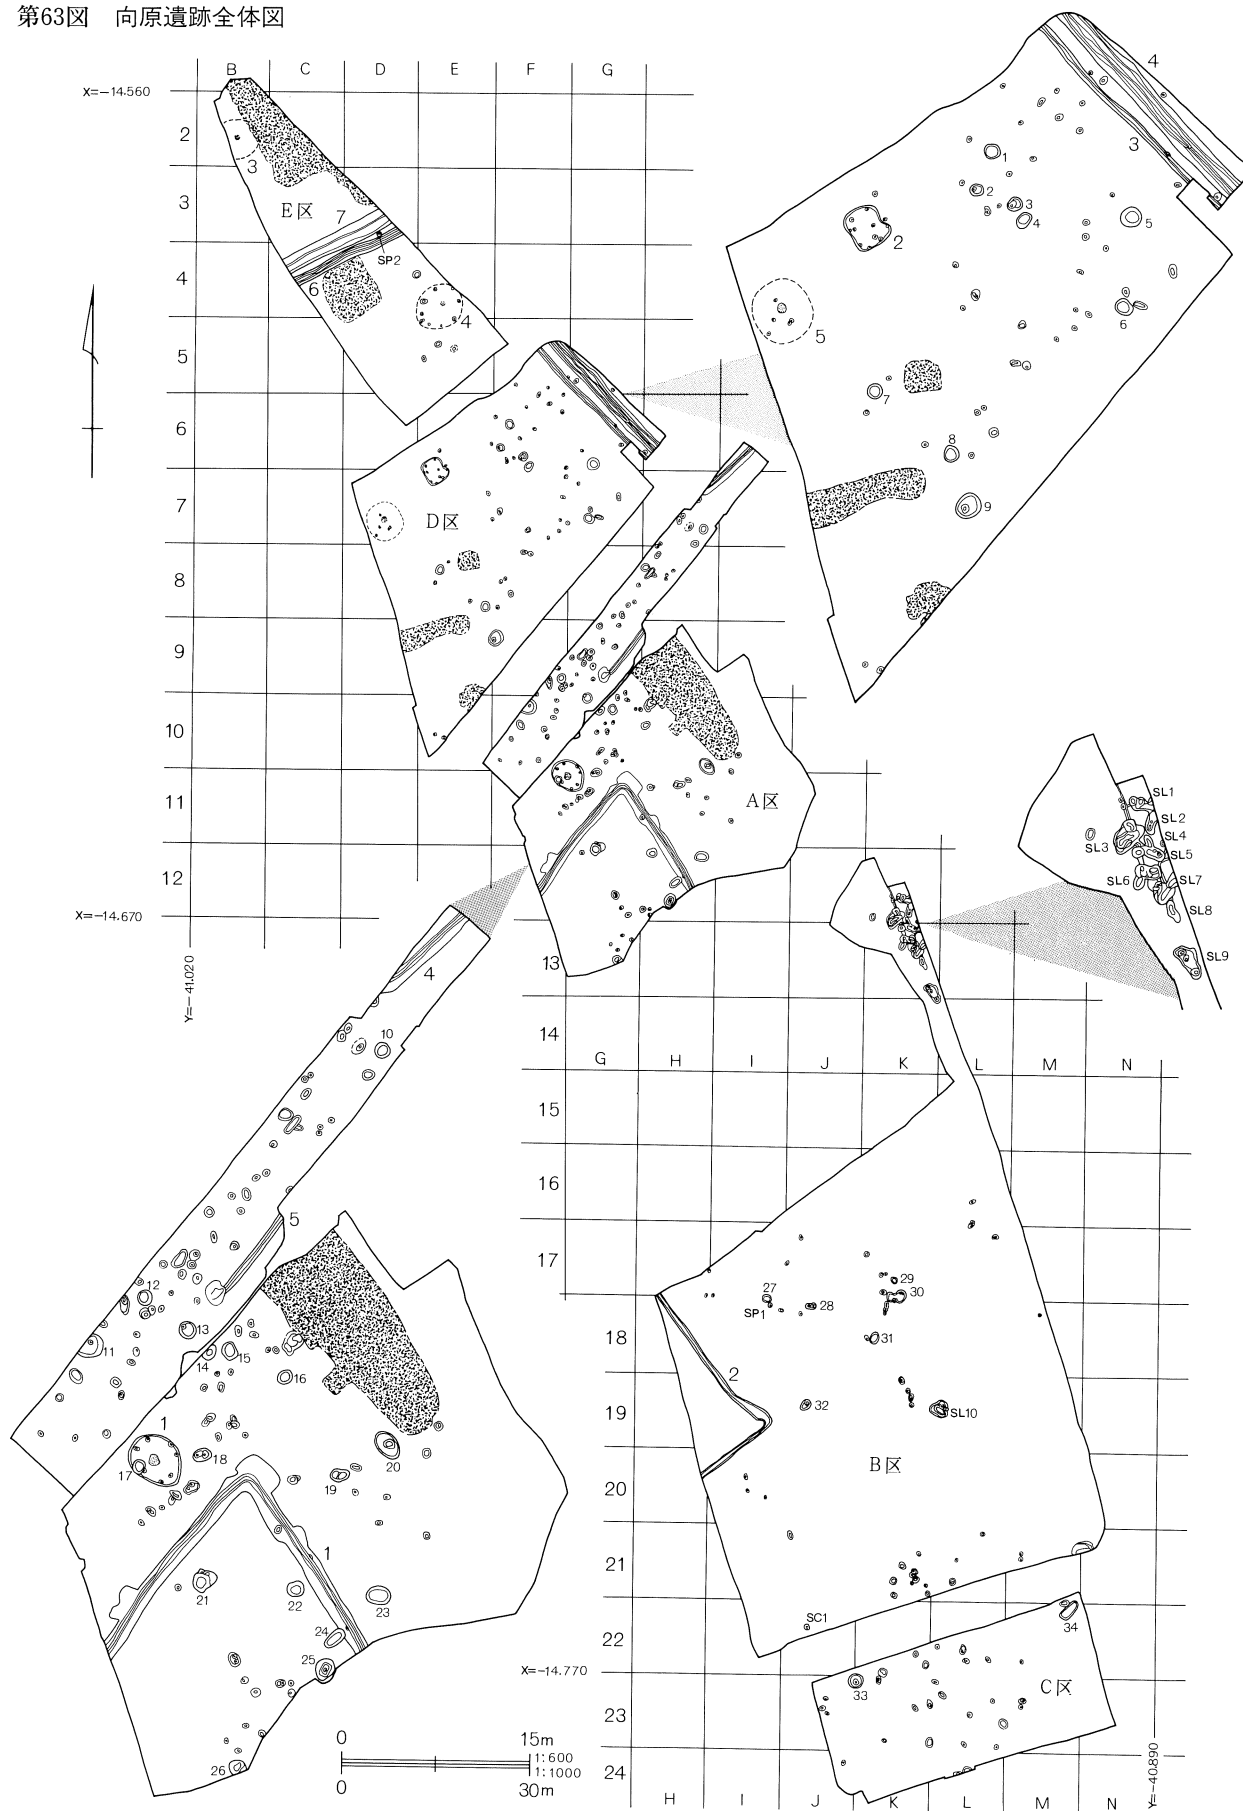 第63図　向原遺跡全体図
B C D E F G
X=−14.560
2
3
4
5
6
7
8
9
10
11
12
13
14
15
16
17
18
19
20
21
22
23
24
X=−14.670
Y=−41.020
3
E区
7
SP2
6
4
D区
A区
4
3
1
2
3
4
5
2
5
6
7
8
9
SL1
SL2
SL3
SL4
SL5
SL6
SL7
SL8
SL9
4
10
5
12
11
13
14
15
16
1
17
18
19
20
1
21
22
23
24
25
26
G H I J K L M N
27
SP1
28
29
30
31
2
32
SL10
B区
SC1
34
X=−14.770
33
C区
Y=−40.890
H I J K L M N
0 15m
1:600
1:1000
0 30m